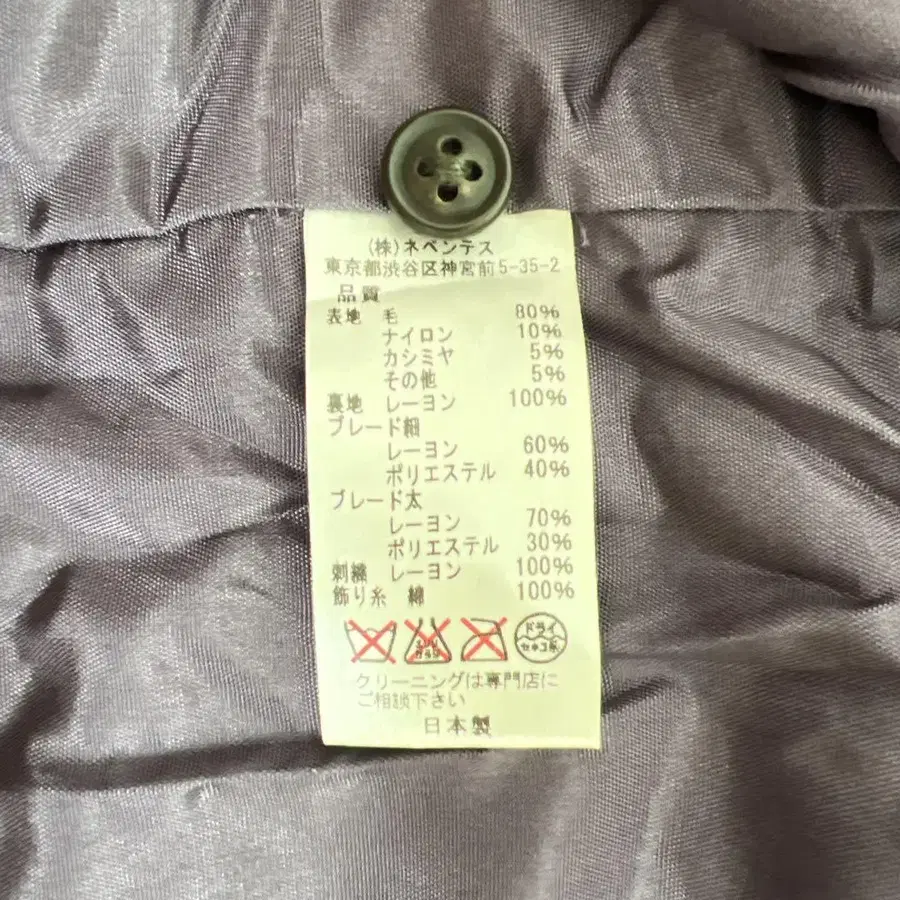 (株)ネペンテス
東京都渋谷区神宮前5-35-2
品質
表地 毛 80%
ナイロン 10%
カシミヤ 5%
その他 5%
裏地 レーヨン 100%
ブレード細
レーヨン 60%
ポリエステル 40%
ブレード太
レーヨン 70%
ポリエステル 30%
刺繍 レーヨン 100%
飾り糸 綿 100%
エンソ サラシ ドライ セキユ系
クリーニングは専門店に
ご相談下さい
日本製